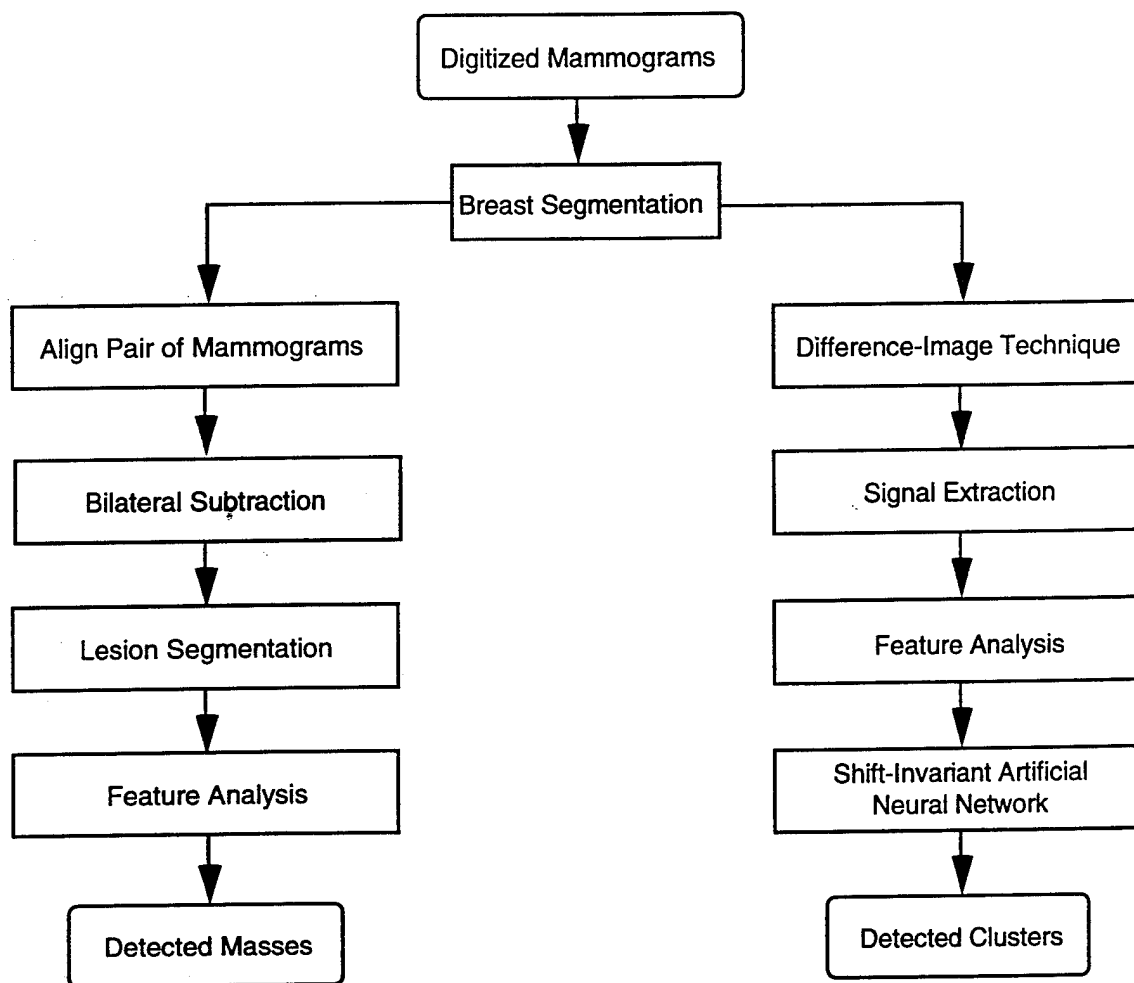 Digitized Mammograms
Breast Segmentation
Align Pair of Mammograms
Bilateral Subtraction
Lesion Segmentation
Feature Analysis
Detected Masses
Difference-Image Technique
Signal Extraction
Feature Analysis
Shift-Invariant Artificial
Neural Network
Detected Clusters